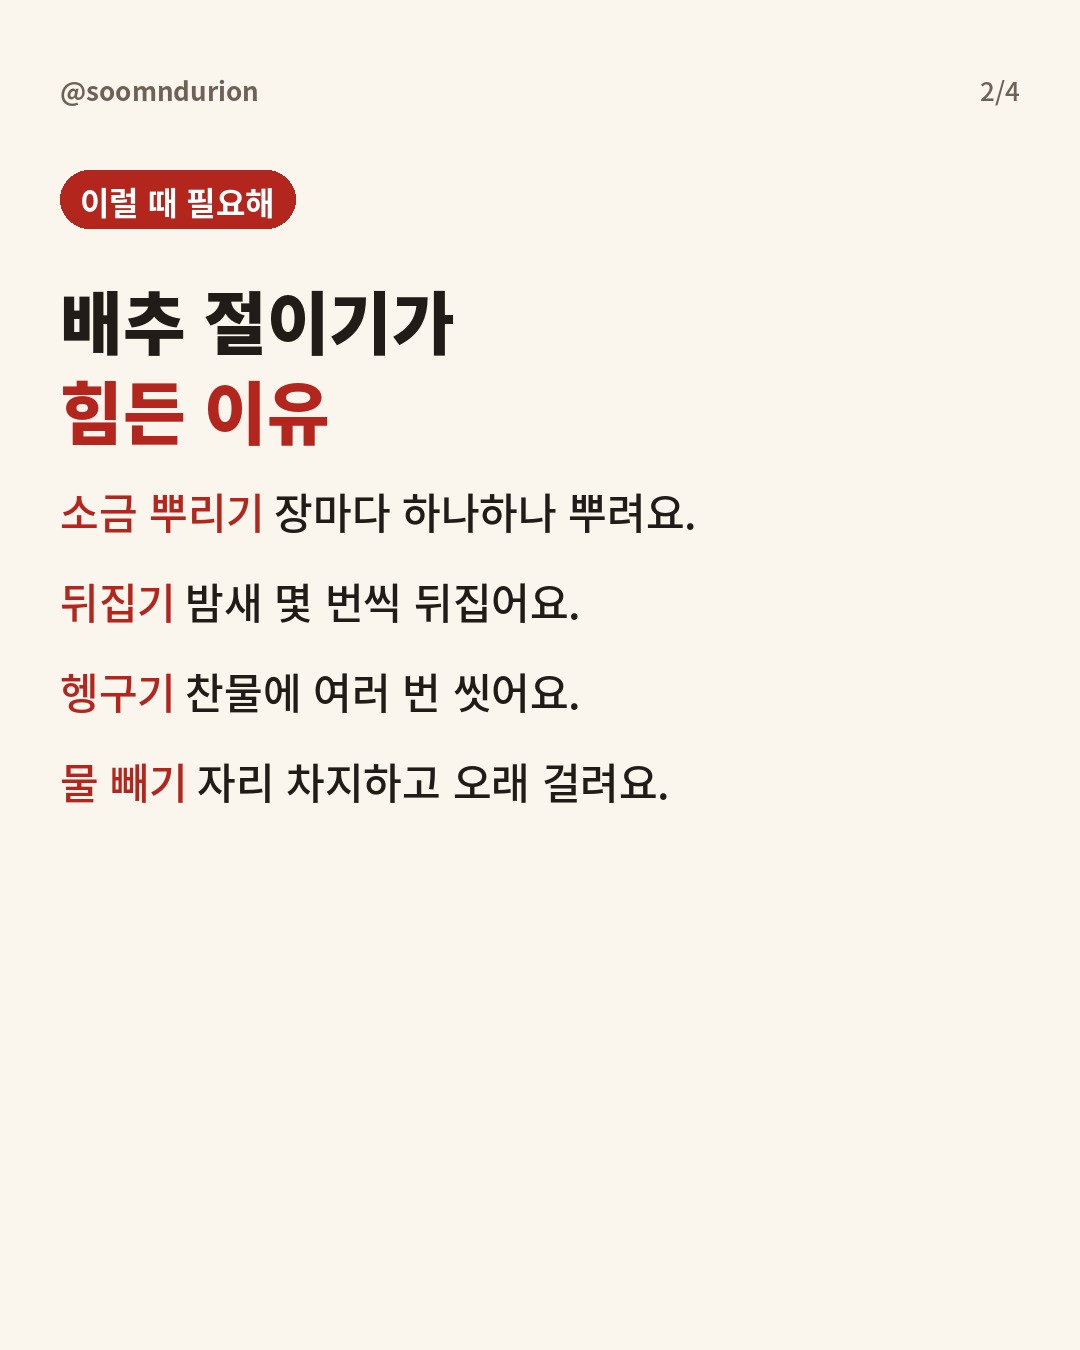 @soomndurion
2/4
이럴 때 필요해
배추 절이기가
힘든 이유
소금 뿌리기 장마다 하나하나 뿌려요.
뒤집기 밤새 몇 번씩 뒤집어요.
헹구기 찬물에 여러 번 씻어요.
물 빼기 자리 차지하고 오래 걸려요.